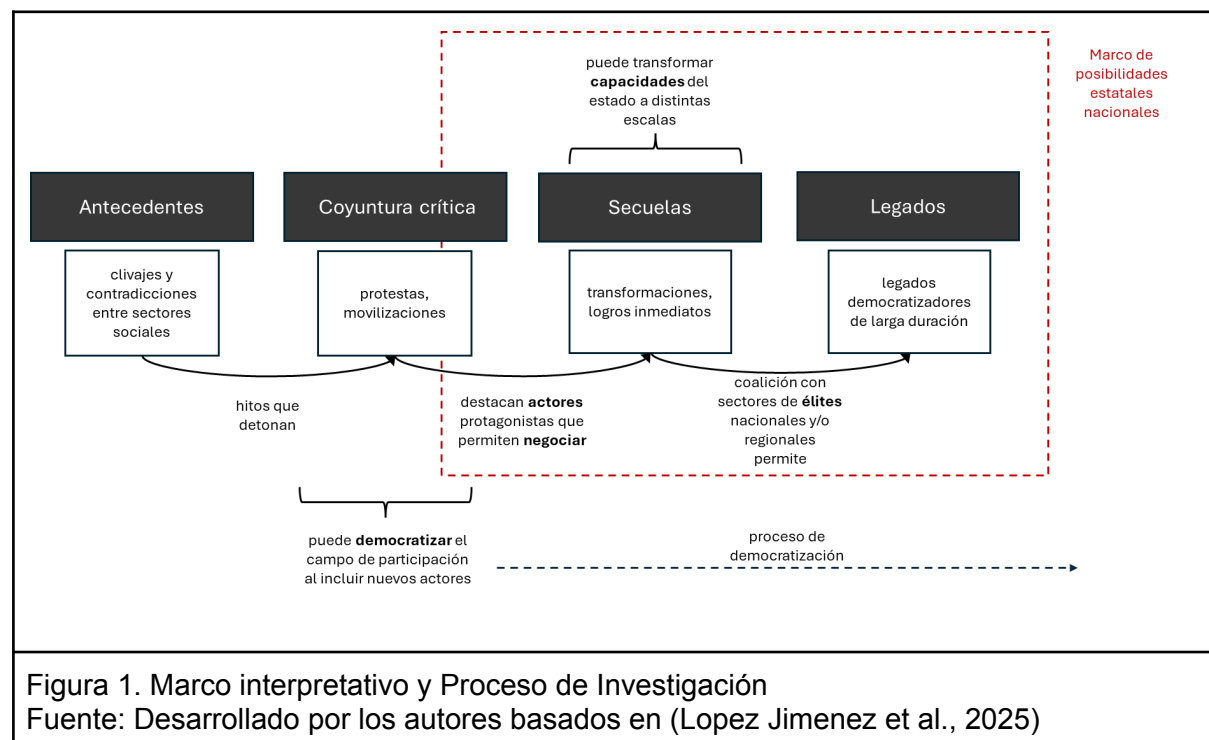 puede transformar
capacidades del
estado a distintas
escalas
Marco de
posibilidades
estatales
nacionales
Antecedentes
Coyuntura crítica
Secuelas
Legados
clivajes y
contradicciones
entre sectores
sociales
protestas,
movilizaciones
transformaciones,
logros inmediatos
legados
democratizadores
de larga duración
hitos que
detonan
destacan actores
protagonistas que
permiten negociar
coalición con
sectores de élites
nacionales y/o
regionales
permite
puede democratizar el
campo de participación
al incluir nuevos actores
proceso de
democratización
Figura 1. Marco interpretativo y Proceso de Investigación
Fuente: Desarrollado por los autores basados en (Lopez Jimenez et al., 2025)